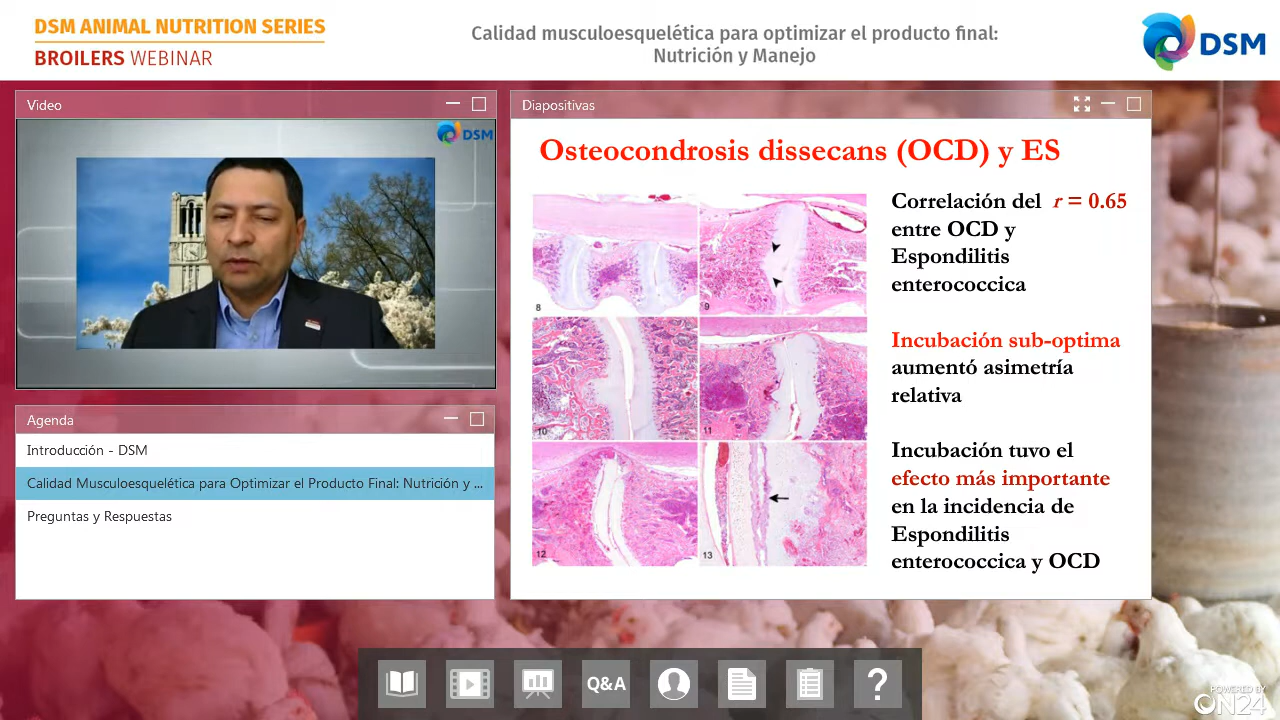 DSM ANIMAL NUTRITION SERIES
BROILERS WEBINAR
Calidad musculoesquelética para optimizar el producto final:
Nutrición y Manejo
DSM
Video
DSM
Agenda
Introducción - DSM
Calidad Musculoesquelética para Optimizar el Producto Final: Nutrición y ...
Preguntas y Respuestas
Diapositivas
Osteocondrosis dissecans (OCD) y ES
8
9
10
11
12
13
Correlación del r = 0.65
entre OCD y
Espondilitis
enterococcica
Incubación sub-optima
aumentó asimetría
relativa
Incubación tuvo el
efecto más importante
en la incidencia de
Espondilitis
enterococcica y OCD
Q&A
?
POWERED BY
ON24